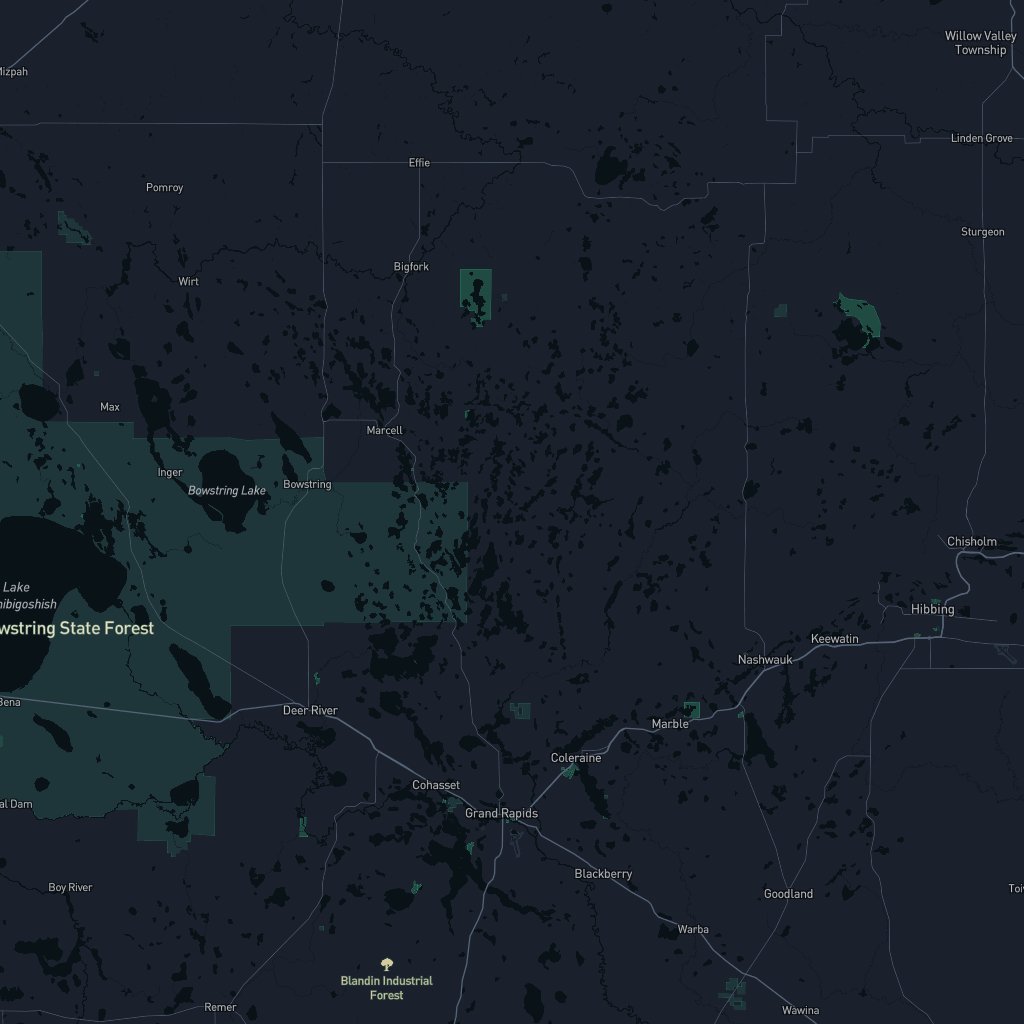 Willow Valley
Township
Mizpah
Linden Grove
Effie
Pomroy
Sturgeon
Bigfork
Wirt
Max
Marcell
Inger
Bowstring
Bowstring Lake
Chisholm
Lake
nibigoshish
Hibbing
wstring State Forest
Keewatin
Nashwauk
Bena
Deer River
Marble
Coleraine
Cohasset
al Dam
Grand Rapids
Blackberry
Boy River
Goodland
Toiv
Warba
Blandin Industrial
Forest
Remer
Wawina